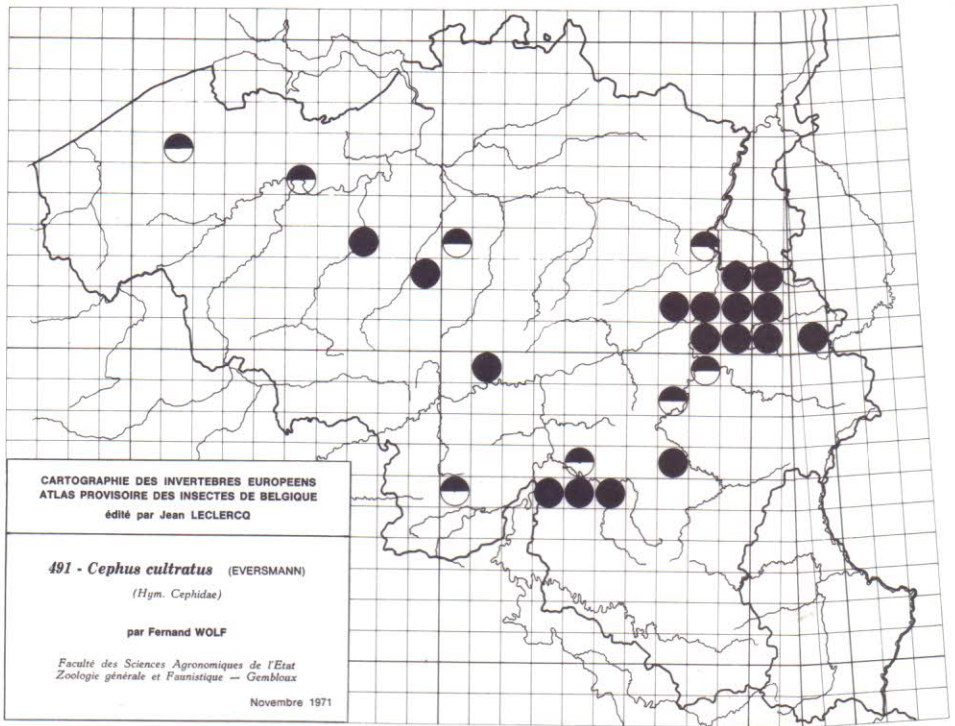 CARTOGRAPHIE DES INVERTEBRES EUROPEENS
ATLAS PROVISOIRE DES INSECTES DE BELGIQUE
édité par Jean LECLERCQ
491 - Cephus cultratus (EVERSMANN)
(Hym. Cephidae)
par Fernand WOLF
Faculté des Sciences Agronomiques de l'Etat
Zoologie générale et Faunistique — Gembloux
Novembre 1971